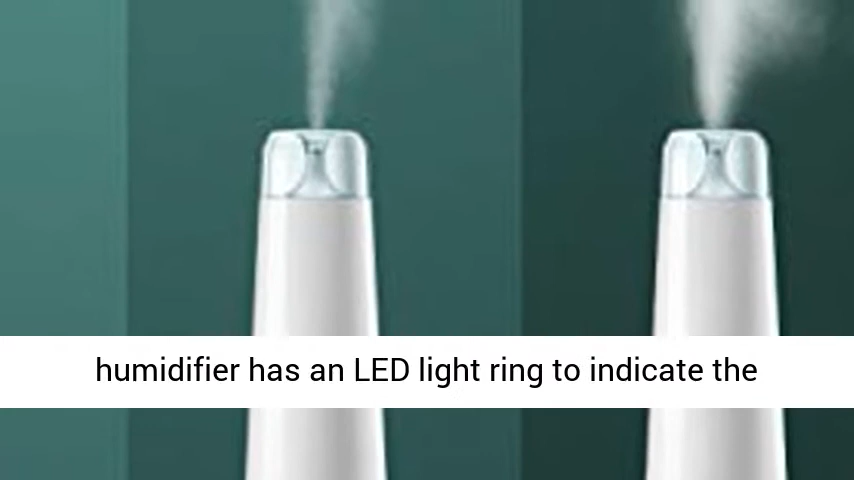 humidifier has an LED light ring to indicate the